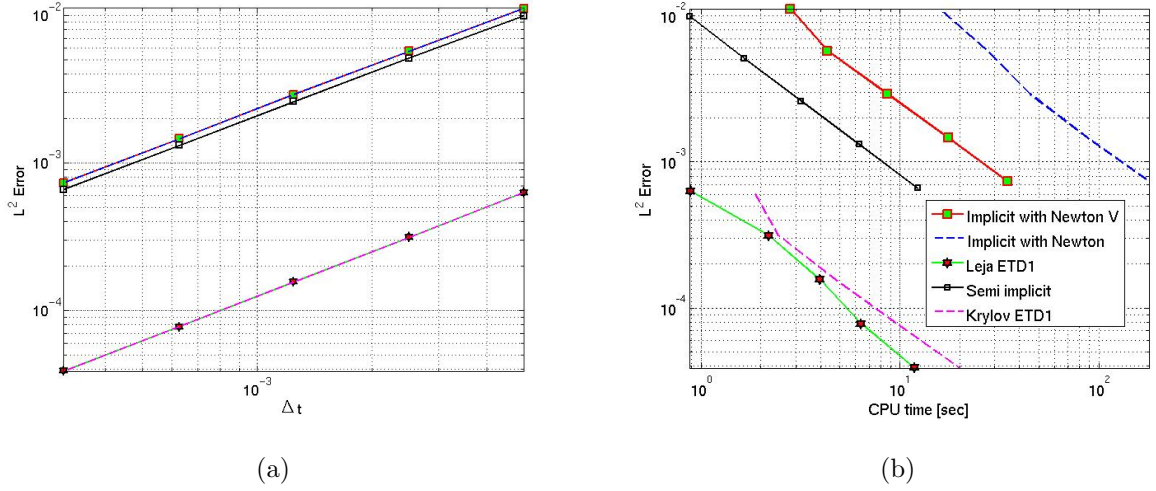 10^-2
10^-3
10^-4
L^2 Error
10^-3
Δ t
(a)
10^-2
10^-3
10^-4
L^2 Error
Implicit with Newton V
Implicit with Newton
Leja ETD1
Semi implicit
Krylov ETD1
10^0
10^1
10^2
CPU time [sec]
(b)